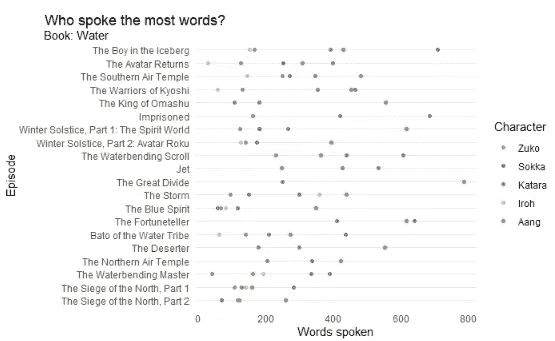 Who spoke the most words?
Book: Water
The Boy in the Iceberg
The Avatar Returns
The Southern Air Temple
The Warriors of Kyoshi
The King of Omashu
Imprisoned
Winter Solstice, Part 1: The Spirit World
Winter Solstice, Part 2: Avatar Roku
The Waterbending Scroll
Jet
The Great Divide
The Storm
The Blue Spirit
The Fortuneteller
Bato of the Water Tribe
The Deserter
The Northern Air Temple
The Waterbending Master
The Siege of the North, Part 1
The Siege of the North, Part 2
Episode
0 200 400 600 800
Words spoken
Character
Zuko
Sokka
Katara
Iroh
Aang